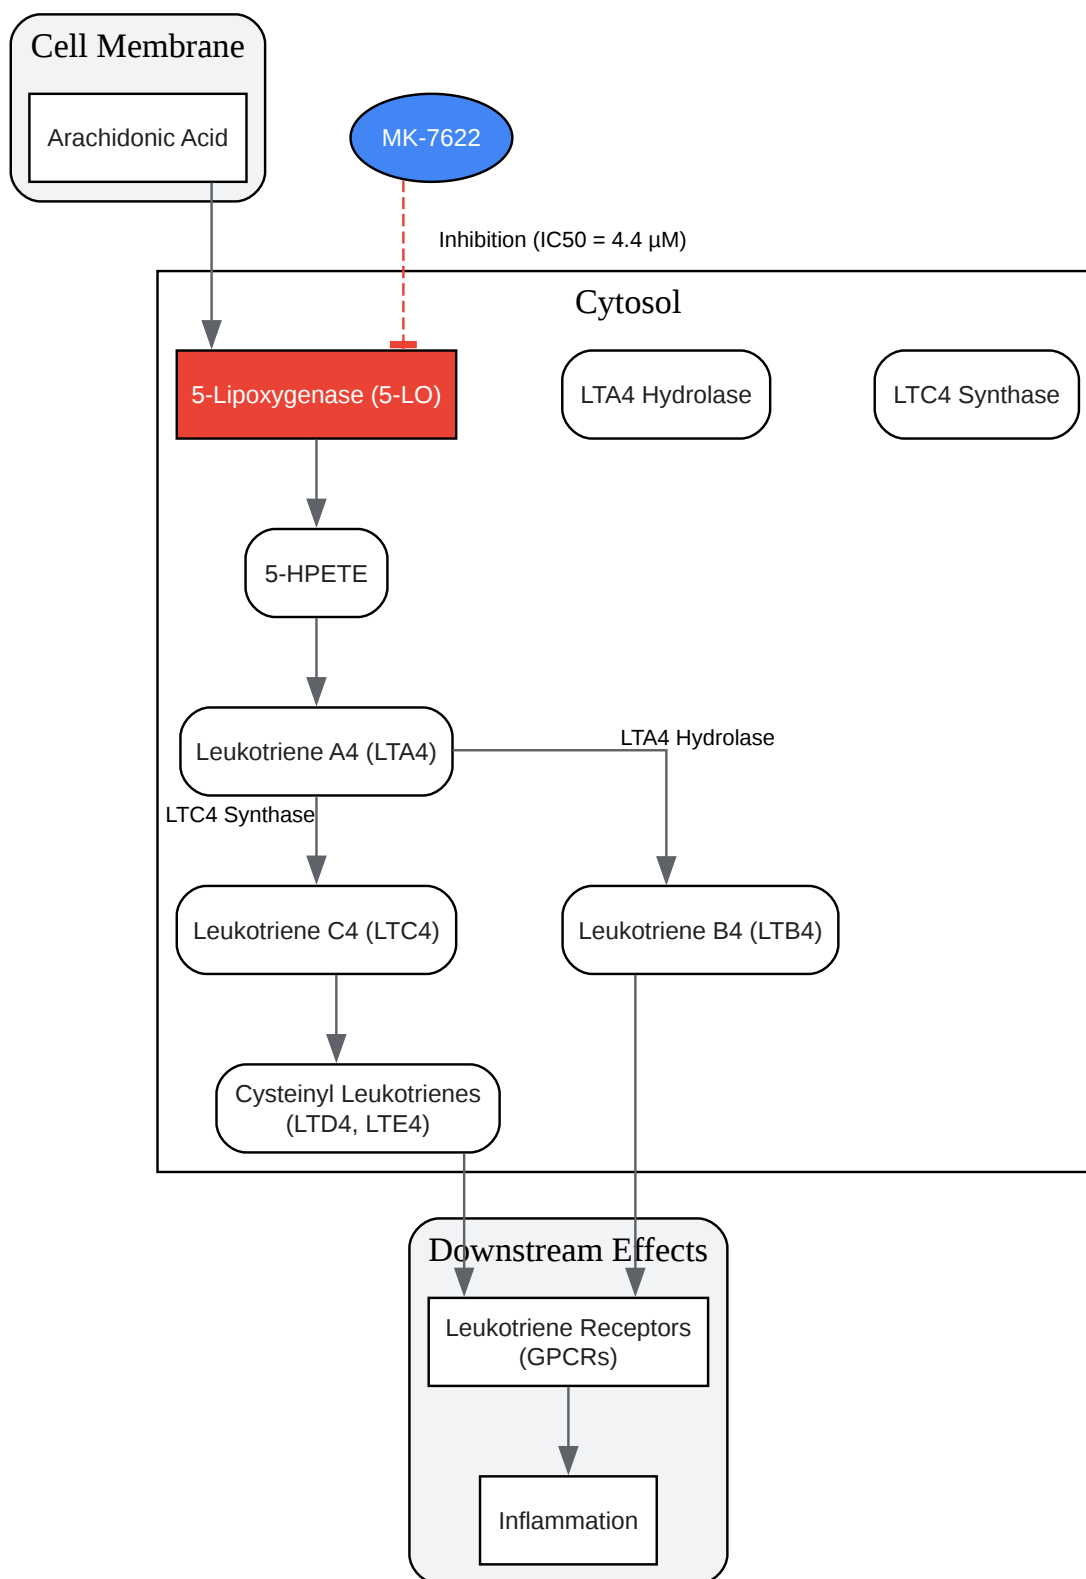 Cell Membrane
Arachidonic Acid
MK-7622
Inhibition (IC50 = 4.4 µM)
Cytosol
5-Lipoxygenase (5-LO)
LTA4 Hydrolase
LTC4 Synthase
5-HPETE
Leukotriene A4 (LTA4)
LTA4 Hydrolase
LTC4 Synthase
Leukotriene C4 (LTC4)
Leukotriene B4 (LTB4)
Cysteinyl Leukotrienes
(LTD4, LTE4)
Downstream Effects
Leukotriene Receptors
(GPCRs)
Inflammation